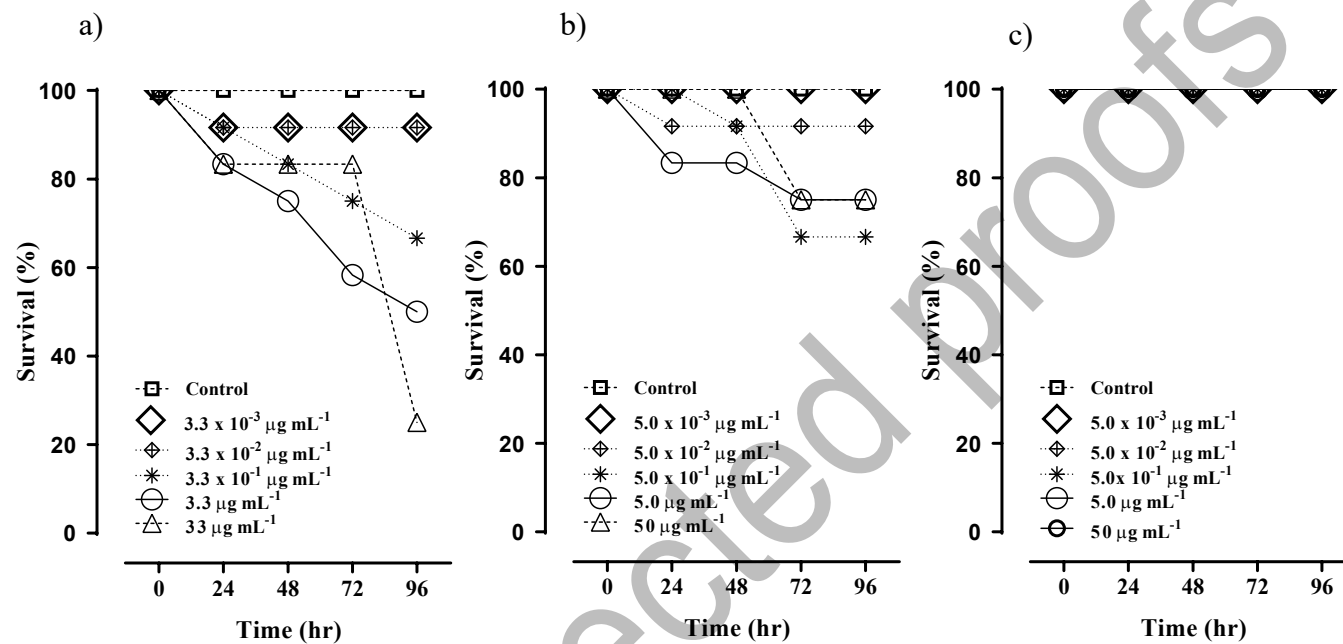 a)
Survival (%)
100
80
60
40
20
0
Control
3.3 x 10⁻³ µg mL⁻¹
3.3 x 10⁻² µg mL⁻¹
3.3 x 10⁻¹ µg mL⁻¹
3.3 µg mL⁻¹
33 µg mL⁻¹
0 24 48 72 96
Time (hr)
b)
Survival (%)
100
80
60
40
20
0
Control
5.0 x 10⁻³ µg mL⁻¹
5.0 x 10⁻² µg mL⁻¹
5.0 x 10⁻¹ µg mL⁻¹
5.0 µg mL⁻¹
50 µg mL⁻¹
0 24 48 72 96
Time (hr)
c)
Survival (%)
100
80
60
40
20
0
Control
5.0 x 10⁻³ µg mL⁻¹
5.0 x 10⁻² µg mL⁻¹
5.0x 10⁻¹ µg mL⁻¹
5.0 µg mL⁻¹
50 µg mL⁻¹
0 24 48 72 96
Time (hr)
ected proofs